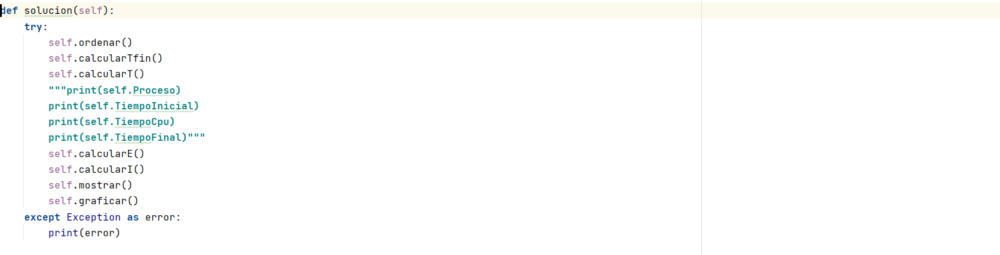 def solucion(self):
    try:
        self.ordenar()
        self.calcularTfin()
        self.calcularT()
        """print(self.Proceso)
        print(self.TiempoInicial)
        print(self.TiempoCpu)
        print(self.TiempoFinal)"""
        self.calcularE()
        self.calcularI()
        self.mostrar()
        self.graficar()
    except Exception as error:
        print(error)